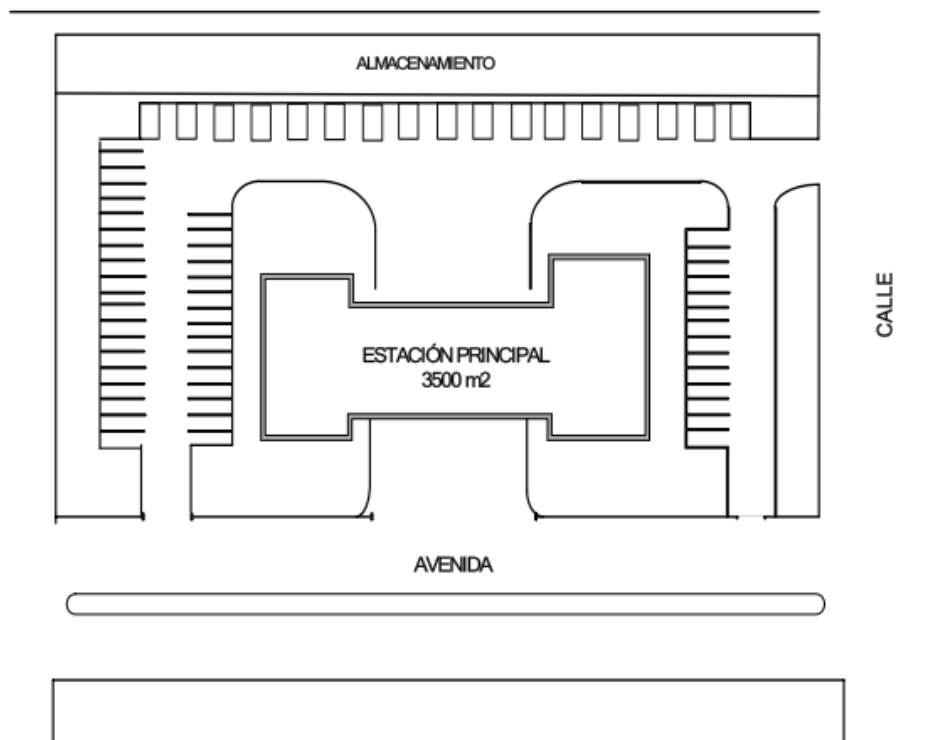 ALMACENAMIENTO
CALLE
ESTACIÓN PRINCIPAL
3500 m2
AVENIDA